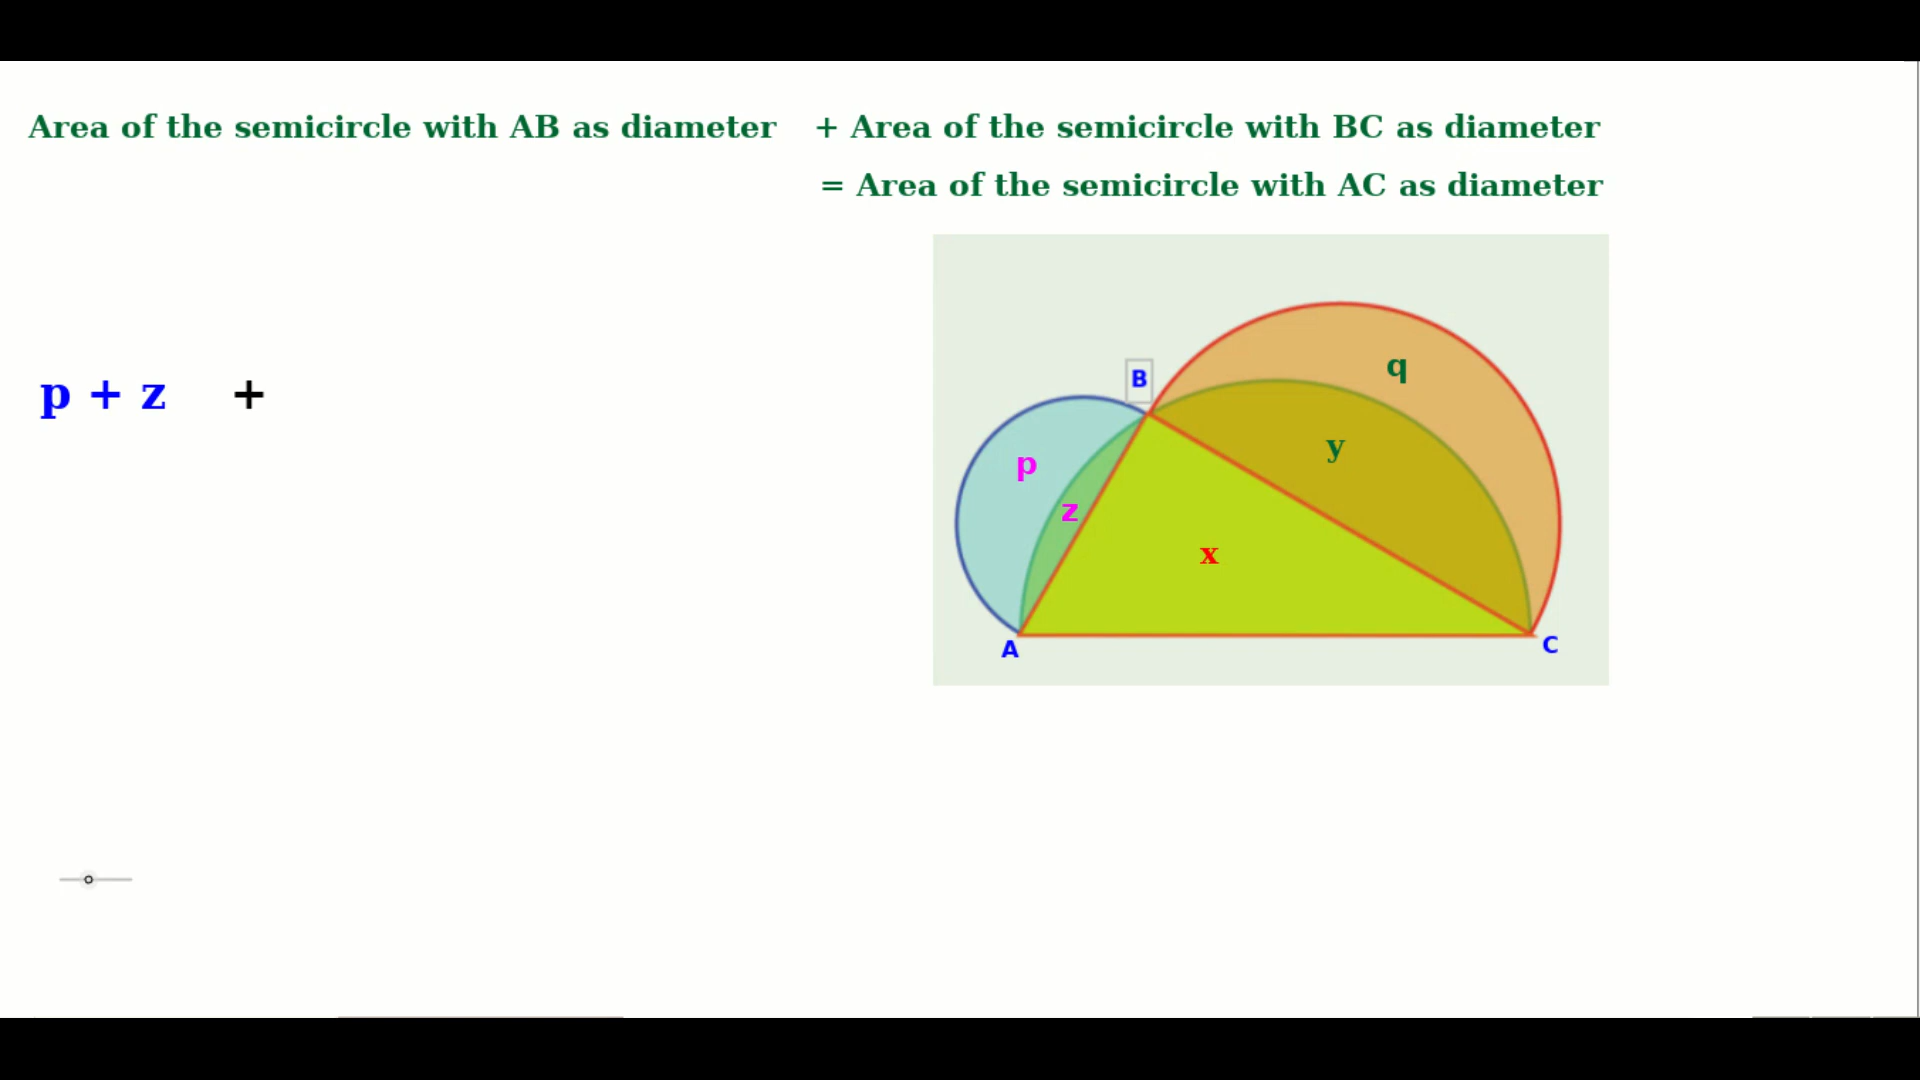 Area of the semicircle with AB as diameter + Area of the semicircle with BC as diameter
= Area of the semicircle with AC as diameter
p + z +
B
q
y
p
z
x
A
C